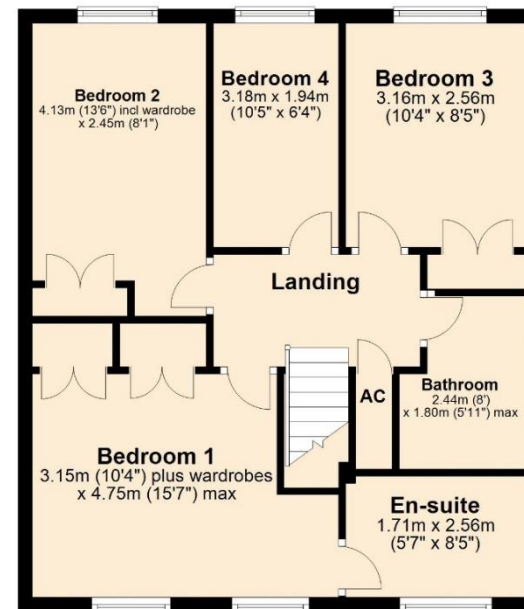 Bedroom 2
4.13m (13'6") incl wardrobe
x 2.45m (8'1")
Bedroom 4
3.18m x 1.94m
(10'5" x 6'4")
Bedroom 3
3.16m x 2.56m
(10'4" x 8'5")
Landing
AC
Bathroom
2.44m (8')
x 1.80m (5'11") max
Bedroom 1
3.15m (10'4") plus wardrobes
x 4.75m (15'7") max
En-suite
1.71m x 2.56m
(5'7" x 8'5")